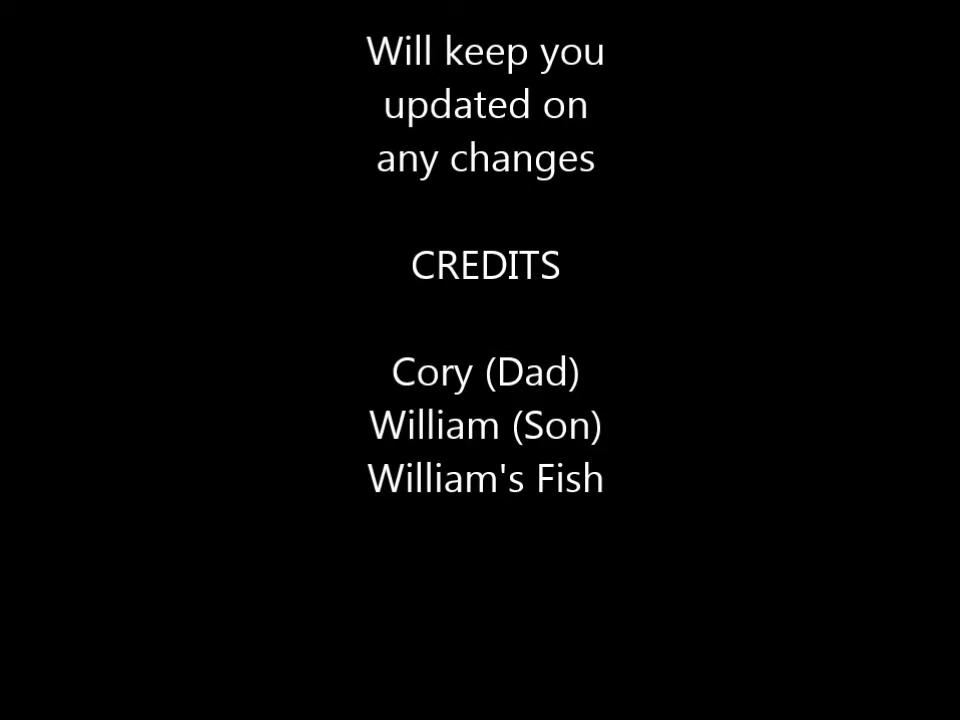 Will keep you
updated on
any changes
CREDITS
Cory (Dad)
William (Son)
William's Fish